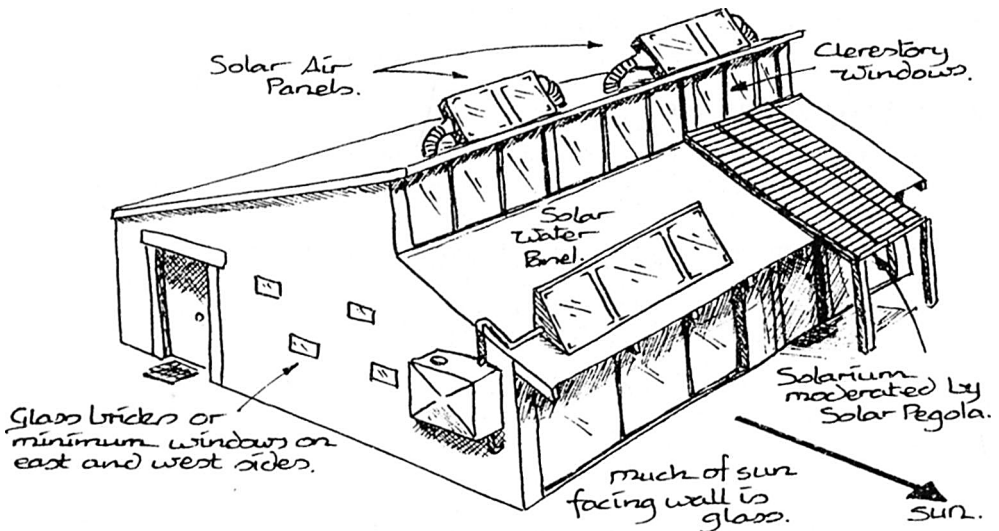 Solar Air
Panels.
Clerestory
windows.
Solar
Water
Panel.
Glass bricks or
minimum windows on
east and west sides.
Solarium
moderated by
Solar Pegola.
much of sun
facing wall is
glass.
sun.